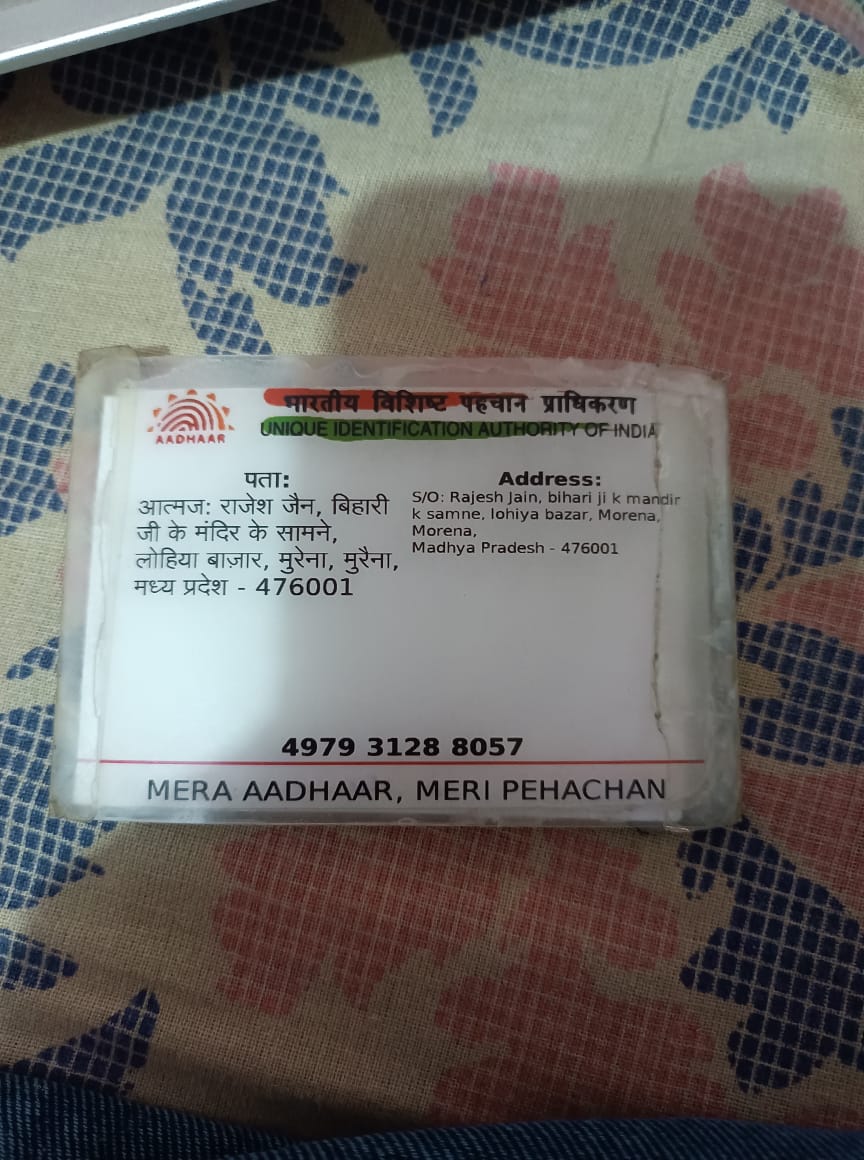 भारतीय विशिष्ट पहचान प्राधिकरण
AADHAAR
UNIQUE IDENTIFICATION AUTHORITY OF INDIA
पता:
आत्मज: राजेश जैन, बिहारी
जी के मंदिर के सामने,
लोहिया बाज़ार, मुरेना, मुरैना,
मध्य प्रदेश - 476001
Address:
S/O: Rajesh Jain, bihari ji k mandir
k samne, lohiya bazar, Morena,
Morena,
Madhya Pradesh - 476001
4979 3128 8057
MERA AADHAAR, MERI PEHACHAN